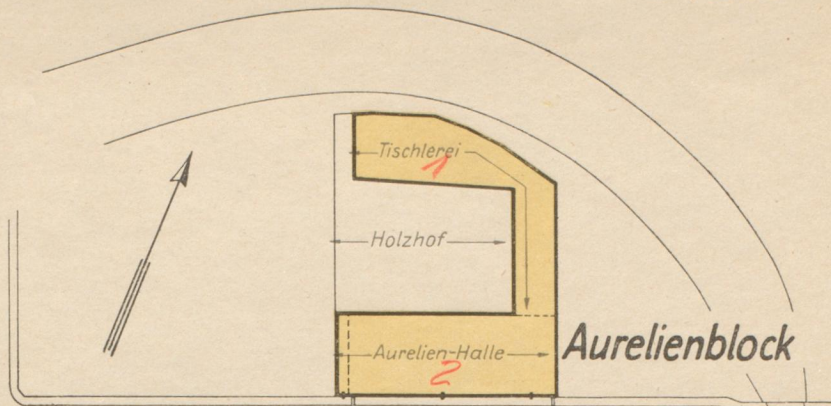 Tischlerei
1
Holzhof
Aurelien-Halle
2
Aurelienblock